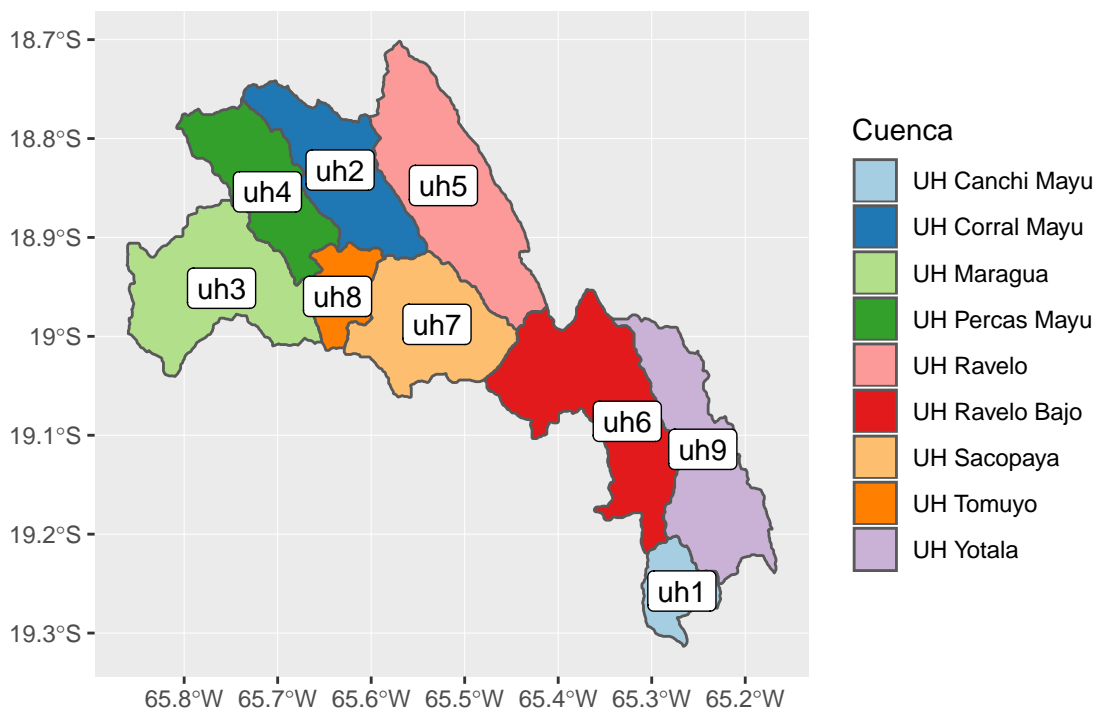 18.7°S
18.8°S
18.9°S
19°S
19.1°S
19.2°S
19.3°S
65.8°W
65.7°W
65.6°W
65.5°W
65.4°W
65.3°W
65.2°W
uh2
uh4
uh5
uh3
uh8
uh7
uh6
uh9
uh1
Cuenca
UH Canchi Mayu
UH Corral Mayu
UH Maragua
UH Percas Mayu
UH Ravelo
UH Ravelo Bajo
UH Sacopaya
UH Tomuyo
UH Yotala